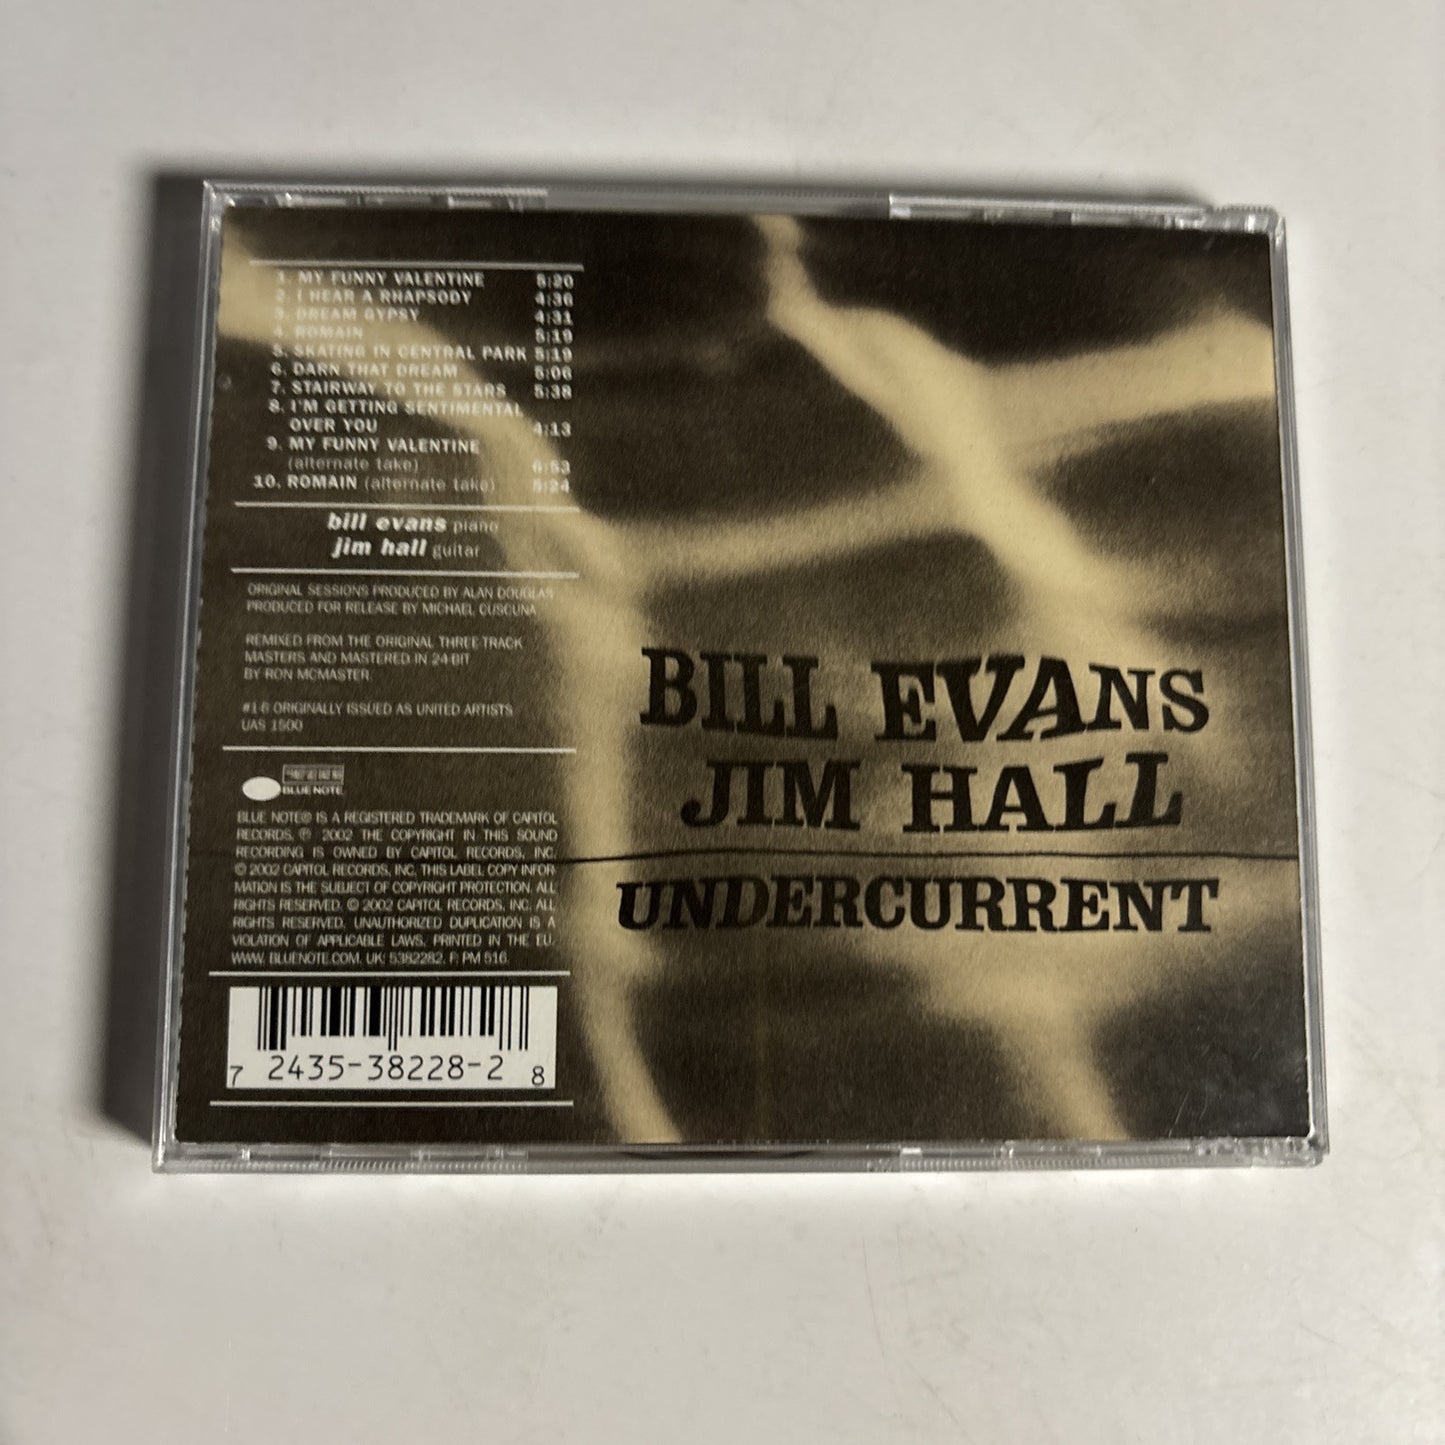 1. MY FUNNY VALENTINE 5:20
2. I HEAR A RHAPSODY 4:36
3. DREAM GYPSY 4:31
4. ROMAIN 5:19
5. SKATING IN CENTRAL PARK 5:19
6. DARN THAT DREAM 5:06
7. STAIRWAY TO THE STARS 5:38
8. I'M GETTING SENTIMENTAL
OVER YOU 4:13
9. MY FUNNY VALENTINE
(alternate take) 6:53
10. ROMAIN (alternate take) 5:24
bill evans piano
jim hall guitar
ORIGINAL SESSIONS PRODUCED BY ALAN DOUGLAS
PRODUCED FOR RELEASE BY MICHAEL CUSCUNA
REMIXED FROM THE ORIGINAL THREE-TRACK
MASTERS AND MASTERED IN 24-BIT
BY RON MCMASTER.
#1-6 ORIGINALLY ISSUED AS UNITED ARTISTS
UAS 1500
BLUE NOTE
BLUE NOTE® IS A REGISTERED TRADEMARK OF CAPITOL
RECORDS. ℗ 2002 THE COPYRIGHT IN THIS SOUND
RECORDING IS OWNED BY CAPITOL RECORDS, INC.
© 2002 CAPITOL RECORDS, INC. THIS LABEL COPY INFOR-
MATION IS THE SUBJECT OF COPYRIGHT PROTECTION. ALL
RIGHTS RESERVED. © 2002 CAPITOL RECORDS, INC. ALL
RIGHTS RESERVED. UNAUTHORIZED DUPLICATION IS A
VIOLATION OF APPLICABLE LAWS. PRINTED IN THE EU.
WWW.BLUENOTE.COM. UK: 5382282. F: PM 516.
7 2435-38228-2 8
BILL EVANS
JIM HALL
UNDERCURRENT